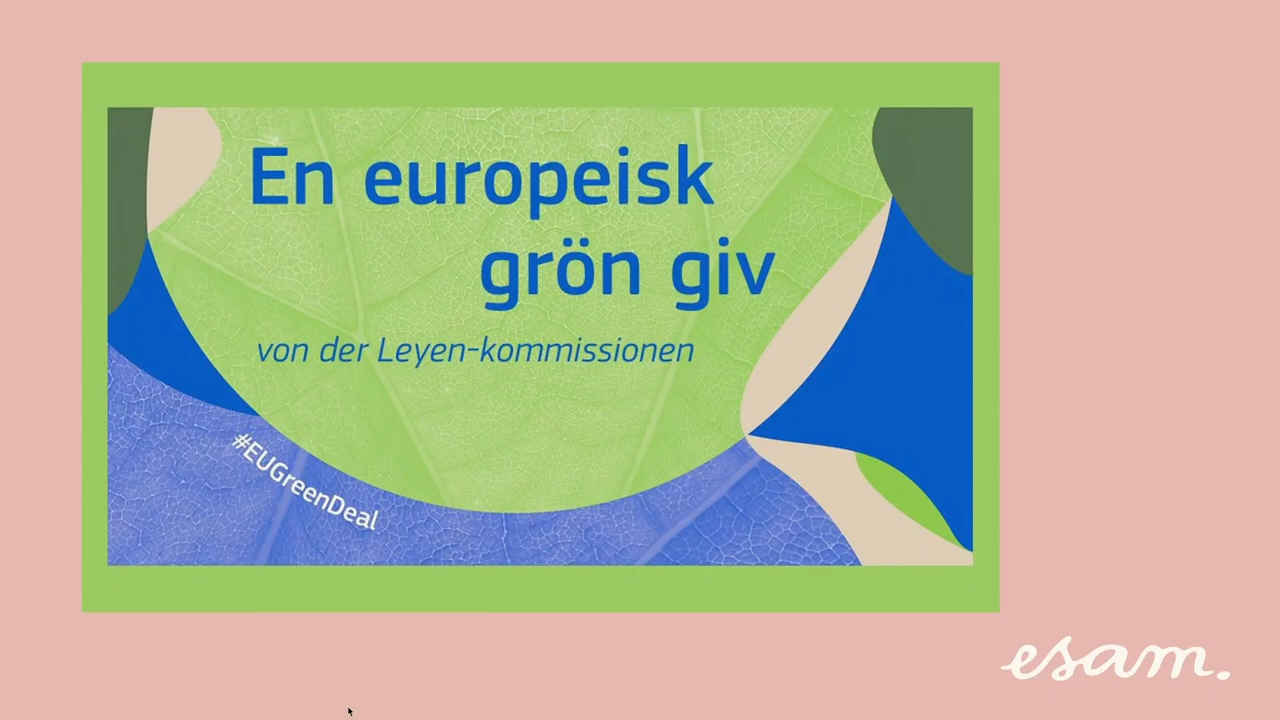 En europeisk
grön giv
von der Leyen-kommissionen
#EUGreenDeal
esam.